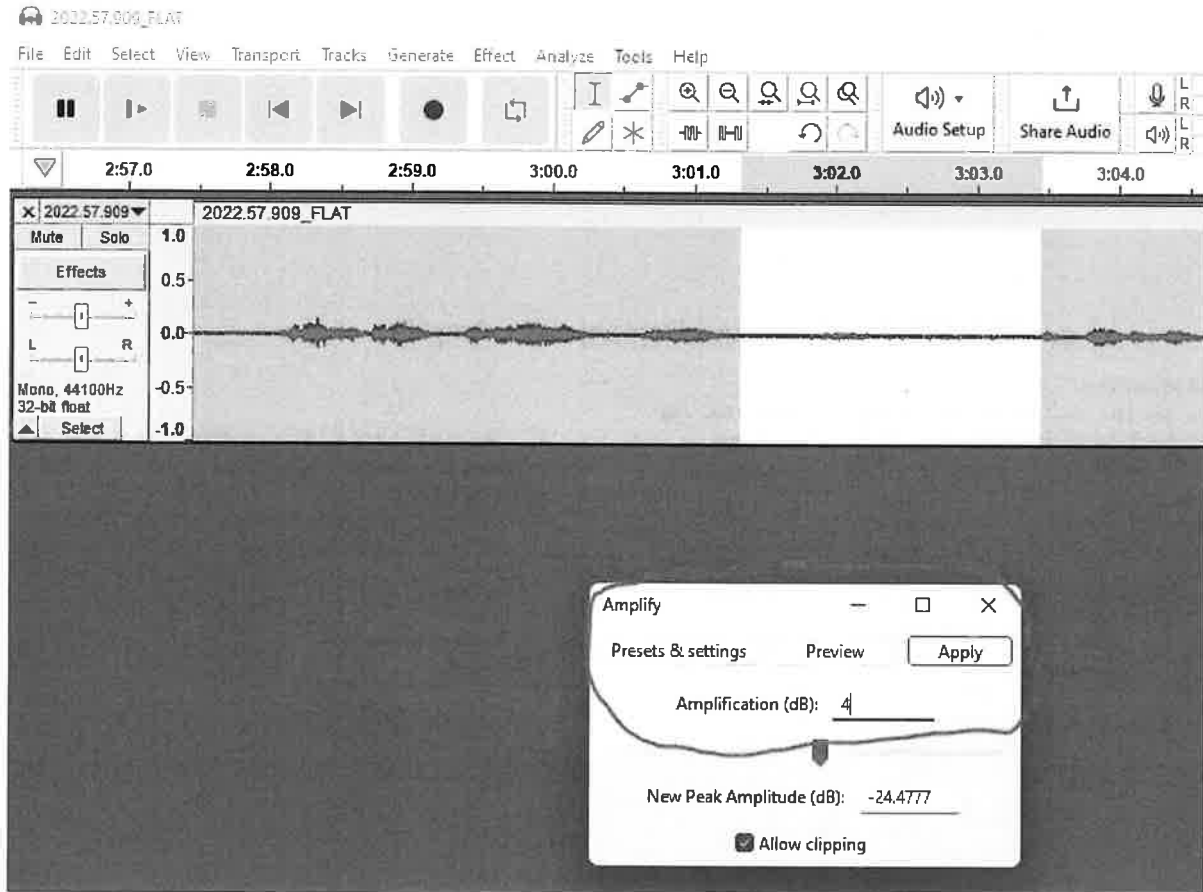 2022.57.909_FLAT
File Edit Select View Transport Tracks Generate Effect Analyze Tools Help
Audio Setup Share Audio L R L R
2:57.0 2:58.0 2:59.0 3:00.0 3:01.0 3:02.0 3:03.0 3:04.0
2022.57.909 2022.57.909_FLAT
Mute Solo 1.0
Effects
0.5
- +
0.0
L R
Mono, 44100Hz
-0.5
32-bit float
Select -1.0
Amplify
Presets & settings Preview Apply
Amplification (dB): 4
New Peak Amplitude (dB): -24.4777
Allow clipping